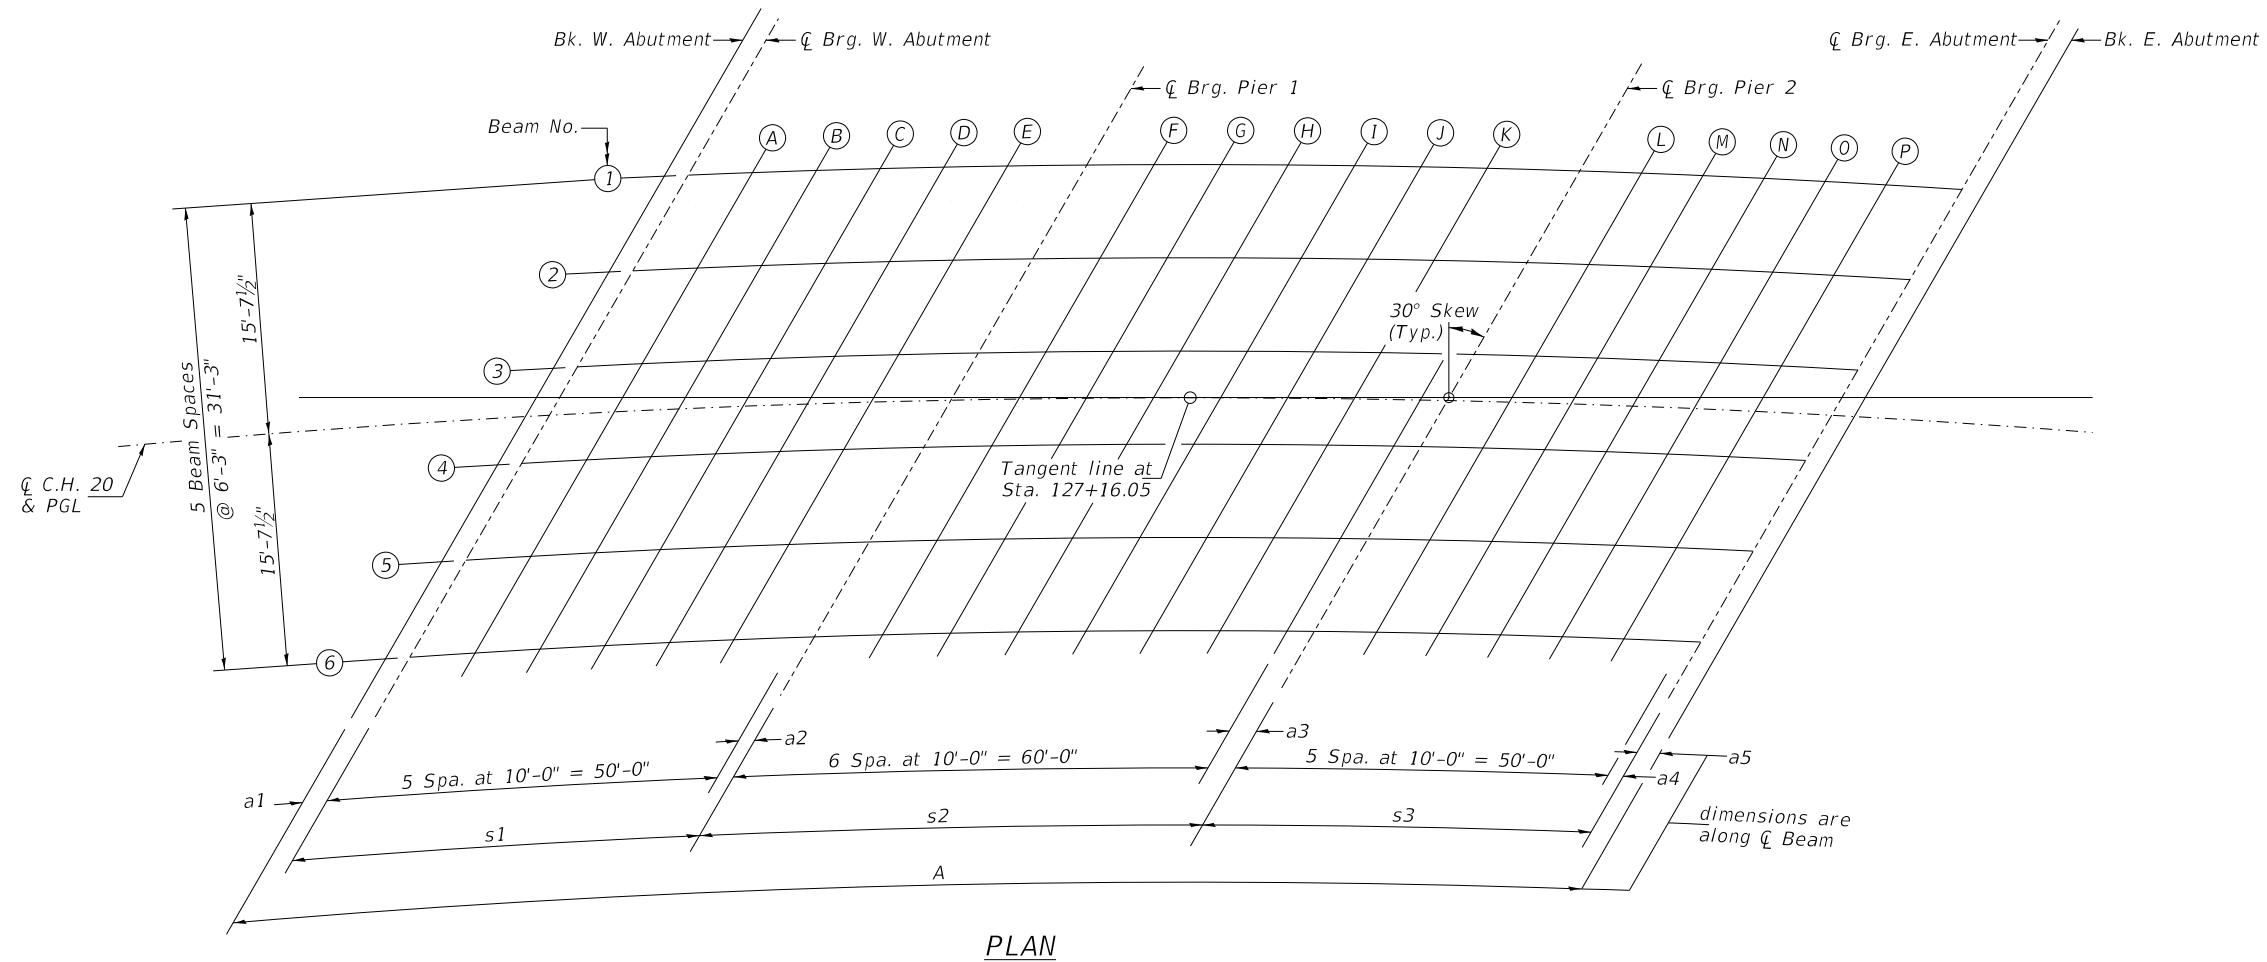 Bk. W. Abutment
℄ Brg. W. Abutment
℄ Brg. E. Abutment
Bk. E. Abutment
℄ Brg. Pier 1
℄ Brg. Pier 2
Beam No.
A
B
C
D
E
F
G
H
I
J
K
L
M
N
O
P
1
2
3
4
5
6
15'-7½"
15'-7½"
5 Beam Spaces
@ 6'-3" = 31'-3"
30° Skew
(Typ.)
Tangent line at
Sta. 127+16.05
℄ C.H. 20
& PGL
a1
5 Spa. at 10'-0" = 50'-0"
a2
6 Spa. at 10'-0" = 60'-0"
a3
5 Spa. at 10'-0" = 50'-0"
a4
a5
s1
s2
s3
dimensions are
along ℄ Beam
A
PLAN